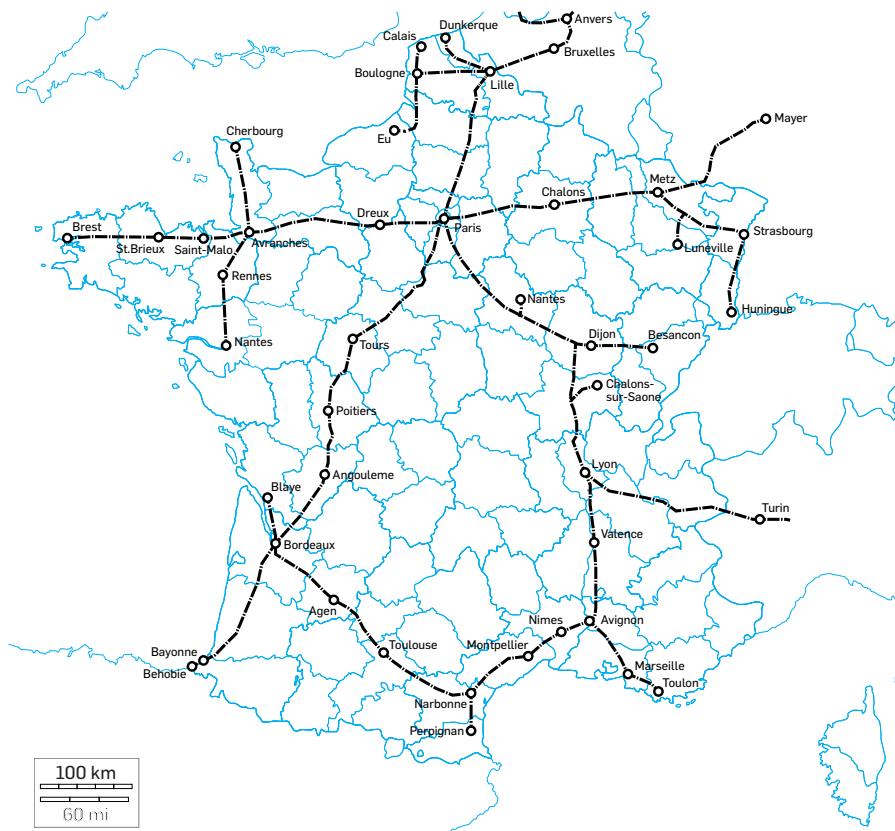 Anvers
Dunkerque
Calais
Bruxelles
Boulogne
Lille
Mayer
Eu
Cherbourg
Metz
Chalons
Dreux
Paris
Brest
St.Brieux
Saint-Malo
Avranches
Strasbourg
Luneville
Rennes
Nantes
Huningue
Nantes
Dijon
Besancon
Tours
Chalons-
sur-Saone
Poitiers
Lyon
Angouleme
Blaye
Turin
Bordeaux
Vatence
Agen
Nimes
Avignon
Bayonne
Toulouse
Montpellier
Behobie
Marseille
Toulon
Narbonne
Perpignan
100 km
60 mi